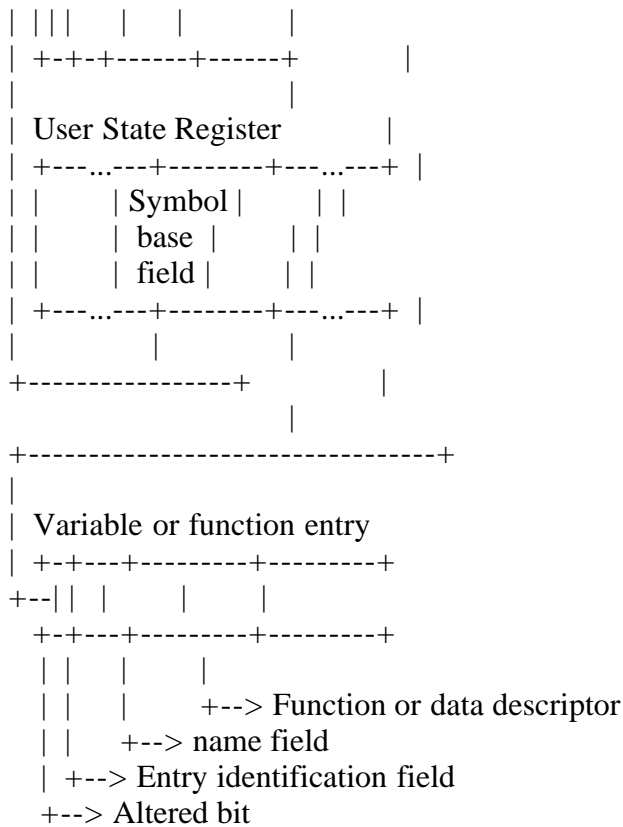 | | | |     |     |           |
| +-+-+------+------+           |
|                         |
| User State Register          |
| +---...---+--------+---...---+ |
| |       | Symbol |       | |
| |       | base |       | |
| |       | field |      | |
| +---...---+--------+---...---+ |
|             |            |
+-----------------+            |
                         |
+----------------------------------+
|
| Variable or function entry
| +-+---+---------+---------+
+--| | |      |      |
  +-+---+---------+---------+
   | |    |      |
   | |    |      +--> Function or data descriptor
   | |    +--> name field
   | +--> Entry identification field
   +--> Altered bit